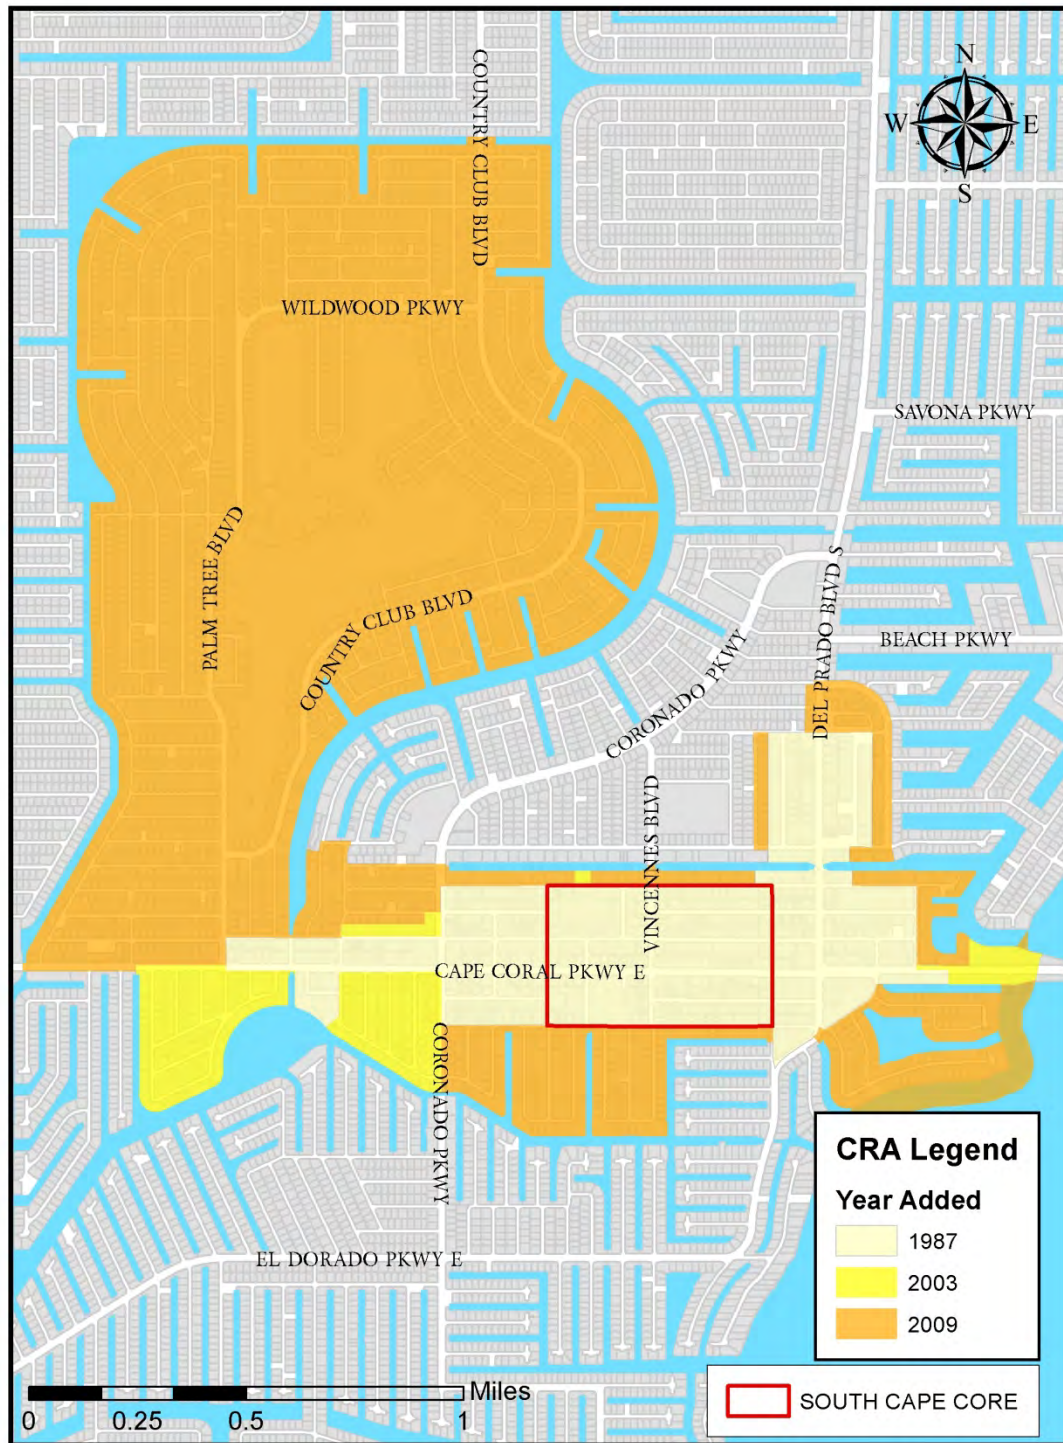 N
W E
S
COUNTRY CLUB BLVD
WILDWOOD PKWY
SAVONA PKWY
PALM TREE BLVD
COUNTRY CLUB BLVD
DEL PRADO BLVD S
BEACH PKWY
CORONADO PKWY
VINCENNES BLVD
CAPE CORAL PKWY E
CORONADO PKWY
EL DORADO PKWY E
CRA Legend
Year Added
1987
2003
2009
SOUTH CAPE CORE
Miles
0 0.25 0.5 1